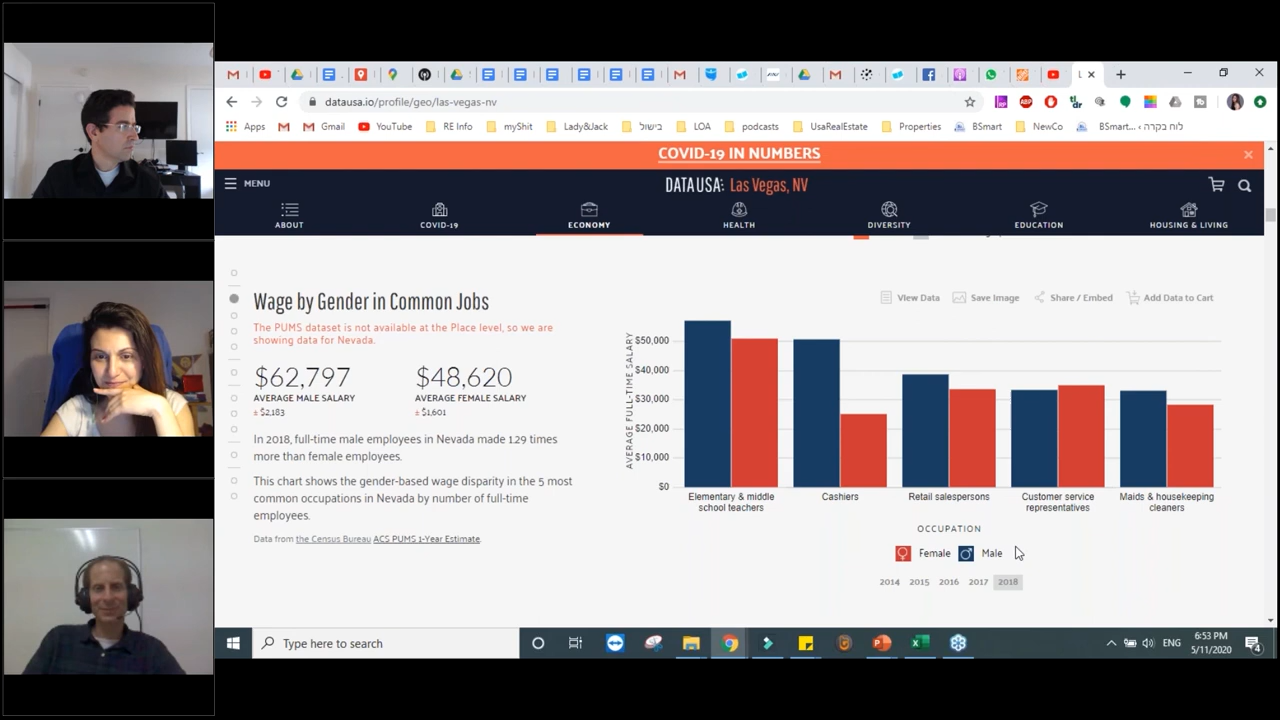 L
datausa.io/profile/geo/las-vegas-nv
Apps Gmail YouTube RE Info myShit Lady&Jack בישול LOA podcasts UsaRealEstate Properties BSmart NewCo BSmart... ‹ לוח בקרה
COVID-19 IN NUMBERS
MENU DATA USA: Las Vegas, NV
ABOUT COVID-19 ECONOMY HEALTH DIVERSITY EDUCATION HOUSING & LIVING
Wage by Gender in Common Jobs
View Data Save Image Share / Embed Add Data to Cart
The PUMS dataset is not available at the Place level, so we are
showing data for Nevada.
$62,797 $48,620
AVERAGE MALE SALARY AVERAGE FEMALE SALARY
± $2,183 ± $1,601
In 2018, full-time male employees in Nevada made 1.29 times
more than female employees.
This chart shows the gender-based wage disparity in the 5 most
common occupations in Nevada by number of full-time
employees.
Data from the Census Bureau ACS PUMS 1-Year Estimate.
AVERAGE FULL-TIME SALARY
$50,000
$40,000
$30,000
$20,000
$10,000
$0
Elementary & middle
school teachers
Cashiers
Retail salespersons
Customer service
representatives
Maids & housekeeping
cleaners
OCCUPATION
Female Male
2014 2015 2016 2017 2018
Type here to search
ENG
6:53 PM
5/11/2020
4